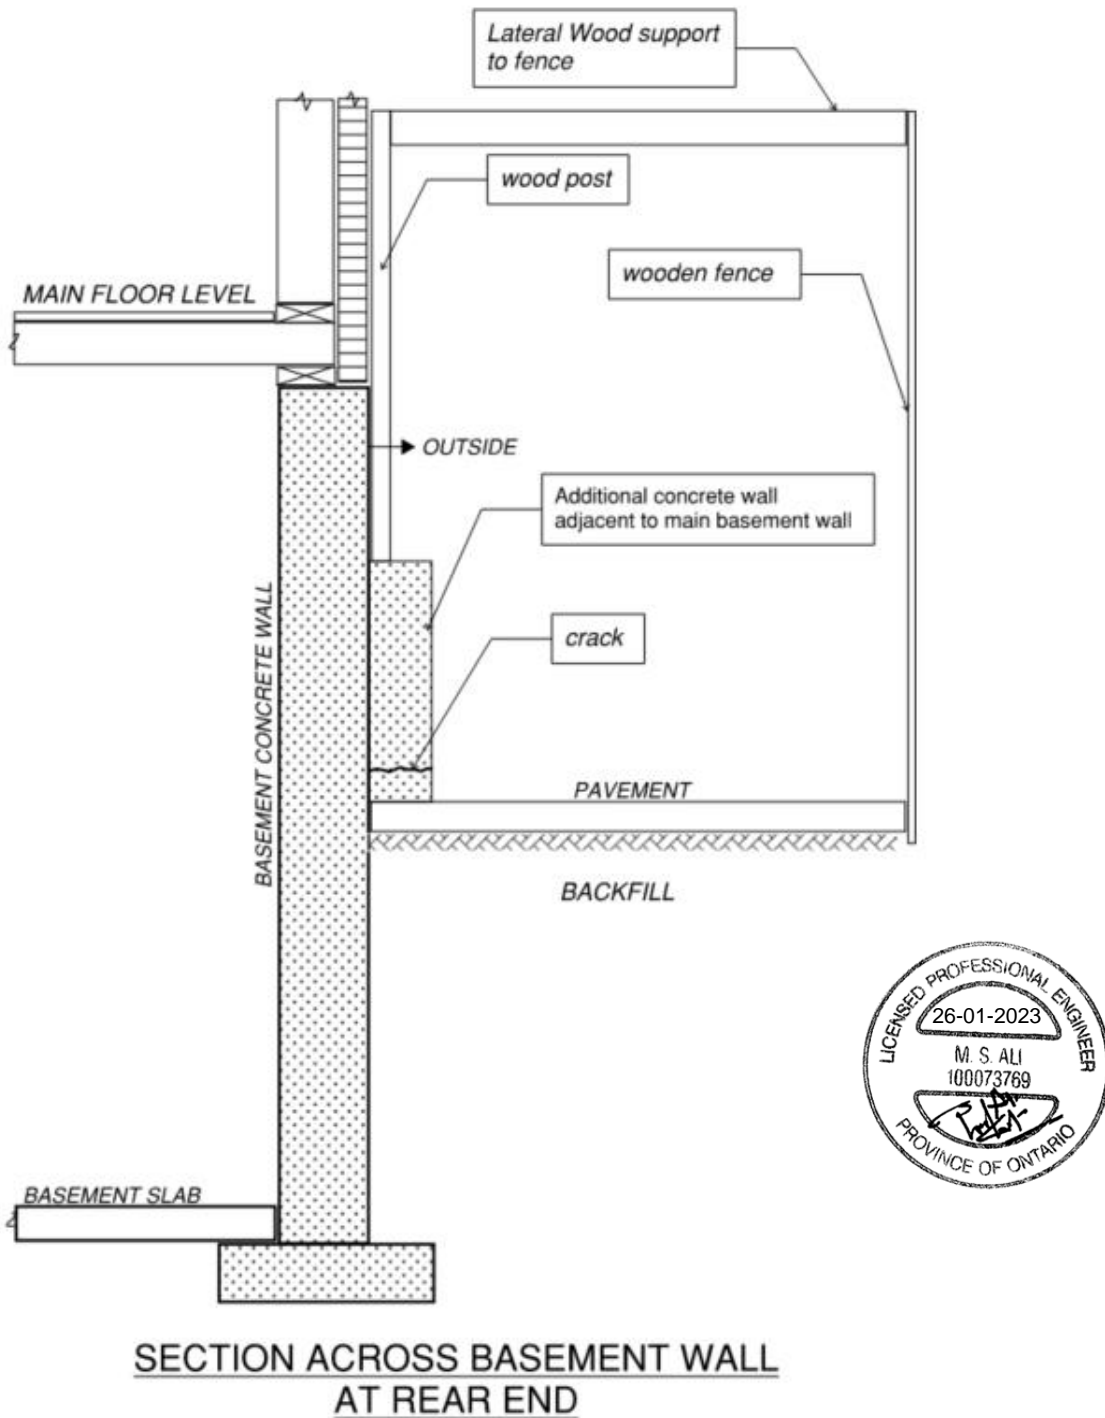 Lateral Wood support
to fence
wood post
wooden fence
MAIN FLOOR LEVEL
OUTSIDE
Additional concrete wall
adjacent to main basement wall
crack
BASEMENT CONCRETE WALL
PAVEMENT
BACKFILL
LICENSED PROFESSIONAL ENGINEER
26-01-2023
M. S. ALI
100073769
PROVINCE OF ONTARIO
BASEMENT SLAB
SECTION ACROSS BASEMENT WALL
AT REAR END